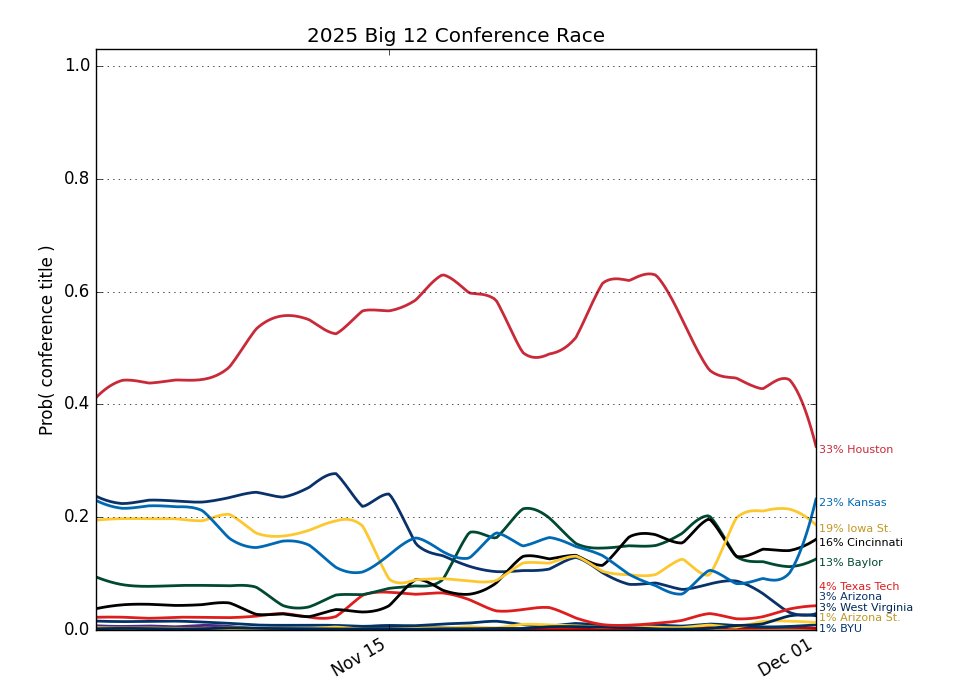 2025 Big 12 Conference Race
1.0
0.8
0.6
0.4
0.2
0.0
Prob( conference title )
33% Houston
23% Kansas
19% Iowa St.
16% Cincinnati
13% Baylor
4% Texas Tech
3% Arizona
3% West Virginia
1% Arizona St.
1% BYU
Nov 15
Dec 01